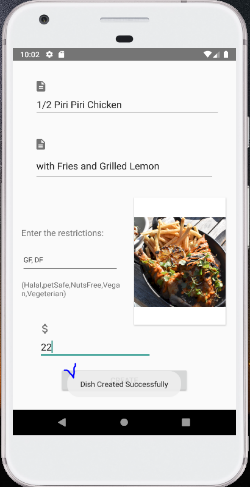 10:02
1/2 Piri Piri Chicken
with Fries and Grilled Lemon
Enter the restrictions:
GF, DF
(Halal,petSafe,NutsFree,Vega
n,Vegeterian)
$
22
Dish Created Successfully